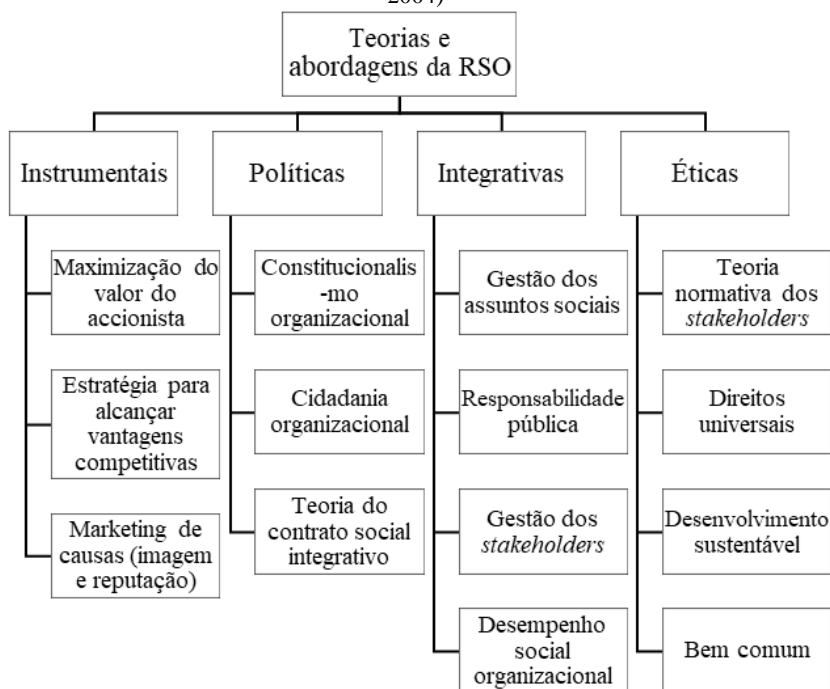 2004)
Teorias e
abordagens da RSO
Instrumentais
Políticas
Integrativas
Éticas
Maximização do
valor do
accionista
Estratégia para
alcançar
vantagens
competitivas
Marketing de
causas (imagem
e reputação)
Constitucionalis
-mo
organizacional
Cidadania
organizacional
Teoria do
contrato social
integrativo
Gestão dos
assuntos sociais
Responsabilidade
pública
Gestão dos
stakeholders
Desempenho
social
organizacional
Teoria
normativa dos
stakeholders
Direitos
universais
Desenvolvimento
sustentável
Bem comum